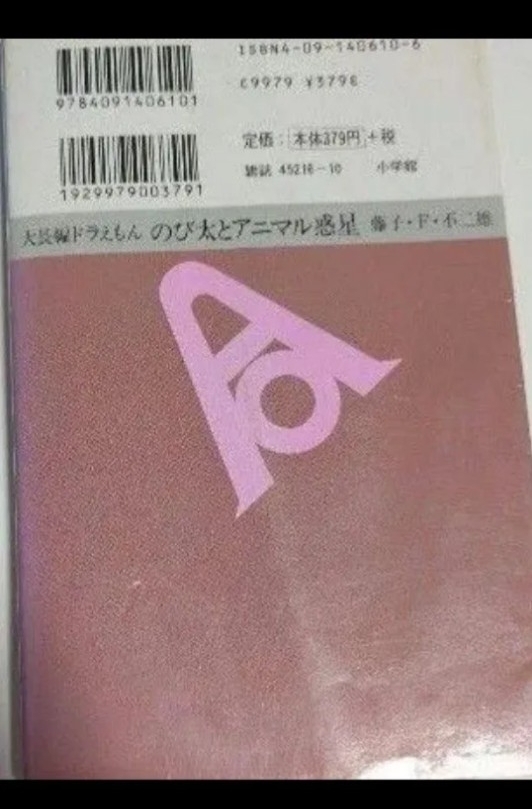 ISBN4-09-140610-6
9784091406101
C9979 ¥379E
定価：本体379円+税
1929979003791
雑誌 45216-10 小学館
大長編ドラえもん のび太とアニマル惑星 藤子・F・不二雄